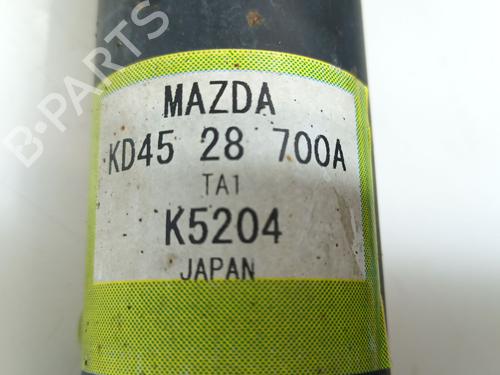 B-PARTS
MAZDA
KD45 28 700A
TA1
K5204
JAPAN